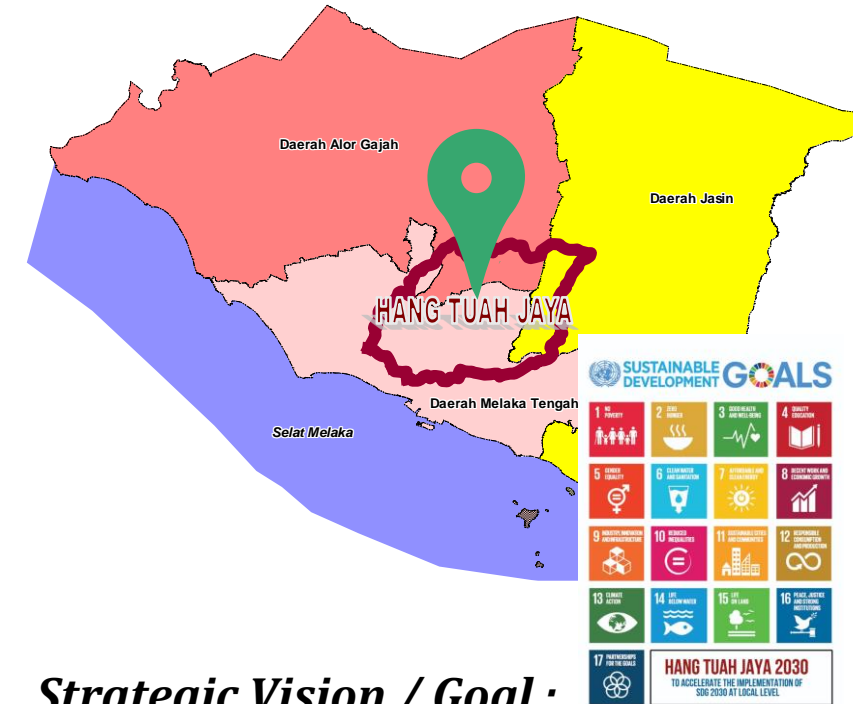 Daerah Alor Gajah
Daerah Jasin
HANG TUAH JAYA
Daerah Melaka Tengah
Selat Melaka
SUSTAINABLE
DEVELOPMENT
GOALS
1 NO
POVERTY
2 ZERO
HUNGER
3 GOOD HEALTH
AND WELL-BEING
4 QUALITY
EDUCATION
5 GENDER
EQUALITY
6 CLEAN WATER
AND SANITATION
7 AFFORDABLE AND
CLEAN ENERGY
8 DECENT WORK AND
ECONOMIC GROWTH
9 INDUSTRY, INNOVATION
AND INFRASTRUCTURE
10 REDUCED
INEQUALITIES
11 SUSTAINABLE CITIES
AND COMMUNITIES
12 RESPONSIBLE
CONSUMPTION
AND PRODUCTION
13 CLIMATE
ACTION
14 LIFE
BELOW WATER
15 LIFE
ON LAND
16 PEACE, JUSTICE
AND STRONG
INSTITUTIONS
17 PARTNERSHIPS
FOR THE GOALS
HANG TUAH JAYA 2030
TO ACCELERATE THE IMPLEMENTATION OF
SDG 2030 AT LOCAL LEVEL
Strategic Vision / Goal :